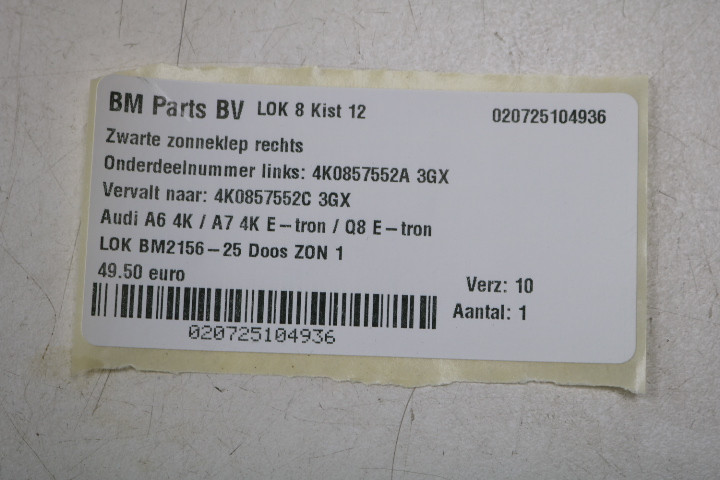 BM Parts BV LOK 8 Kist 12 020725104936
Zwarte zonneklep rechts
Onderdeelnummer links: 4K0857552A 3GX
Vervalt naar: 4K0857552C 3GX
Audi A6 4K / A7 4K E-tron / Q8 E-tron
LOK BM2156-25 Doos ZON 1
49.50 euro Verz: 10
Aantal: 1
020725104936